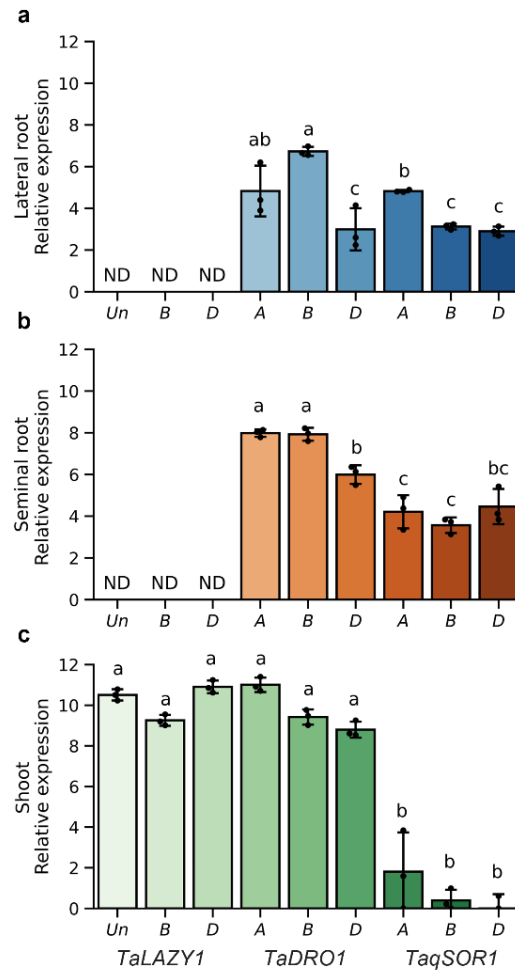 a
Lateral root
Relative expression
12
10
8
6
4
2
0
ND ND ND ab a c b c c
Un B D A B D A B D
b
Seminal root
Relative expression
12
10
8
6
4
2
0
ND ND ND a a b c c bc
Un B D A B D A B D
c
Shoot
Relative expression
12
10
8
6
4
2
0
a a a a a a b b b
Un B D A B D A B D
TaLAZY1 TaDRO1 TaqSOR1